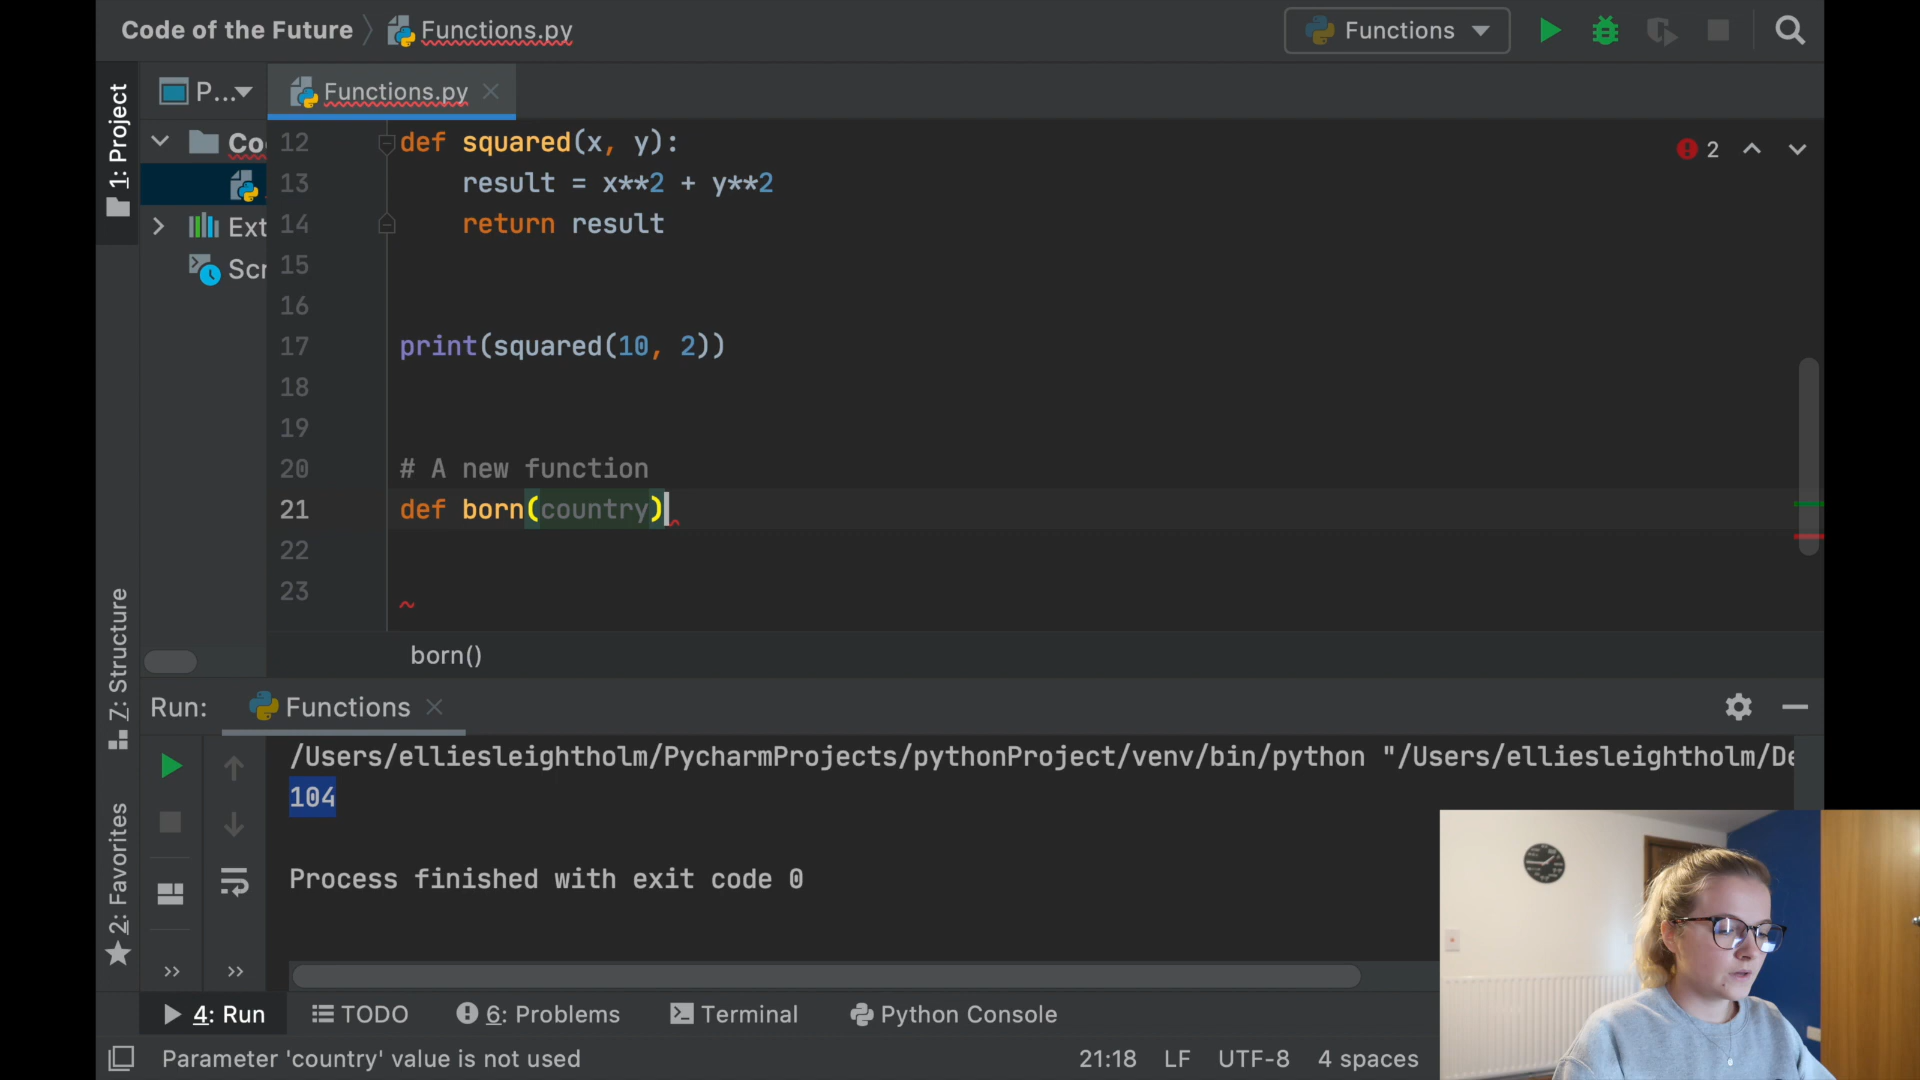 Code of the Future
Functions.py
Functions
1: Project
P...
Functions.py
Co
Ext
Scr
12 def squared(x, y):
13 result = x**2 + y**2
14 return result
15
16
17 print(squared(10, 2))
18
19
20 # A new function
21 def born(country)
22
23
2
born()
Z: Structure
2: Favorites
Run:
Functions
/Users/elliesleightholm/PycharmProjects/pythonProject/venv/bin/python "/Users/elliesleightholm/De
104
Process finished with exit code 0
4: Run
TODO
6: Problems
Terminal
Python Console
Parameter 'country' value is not used
21:18
LF
UTF-8
4 spaces